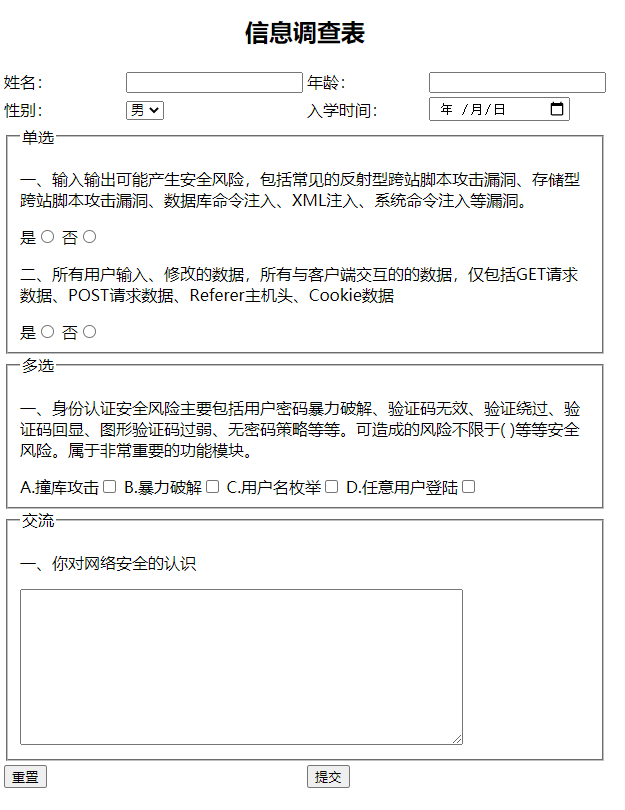 信息调查表
姓名： 年龄：
性别： 男 入学时间： 年 /月/日
单选
一、输入输出可能产生安全风险，包括常见的反射型跨站脚本攻击漏洞、存储型
跨站脚本攻击漏洞、数据库命令注入、XML注入、系统命令注入等漏洞。
是 否
二、所有用户输入、修改的数据，所有与客户端交互的的数据，仅包括GET请求
数据、POST请求数据、Referer主机头、Cookie数据
是 否
多选
一、身份认证安全风险主要包括用户密码暴力破解、验证码无效、验证绕过、验
证码回显、图形验证码过弱、无密码策略等等。可造成的风险不限于( )等等安全
风险。属于非常重要的功能模块。
A.撞库攻击 B.暴力破解 C.用户名枚举 D.任意用户登陆
交流
一、你对网络安全的认识
重置 提交